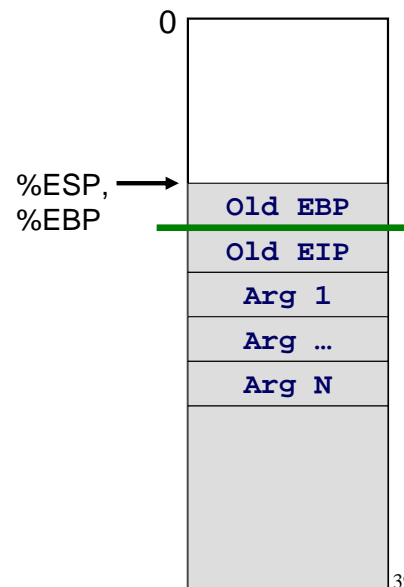 0
%ESP,
%EBP
Old EBP
Old EIP
Arg 1
Arg …
Arg N